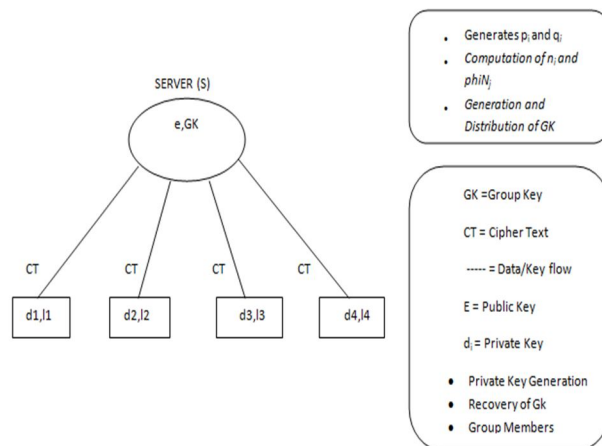 SERVER (S)
e,GK
CT
CT
CT
CT
d1,l1
d2,l2
d3,l3
d4,l4
• Generates pᵢ and qᵢ
• Computation of nᵢ and
phiNⱼ
• Generation and
Distribution of GK
GK =Group Key
CT = Cipher Text
----- = Data/Key flow
E = Public Key
dᵢ = Private Key
• Private Key Generation
• Recovery of Gk
• Group Members